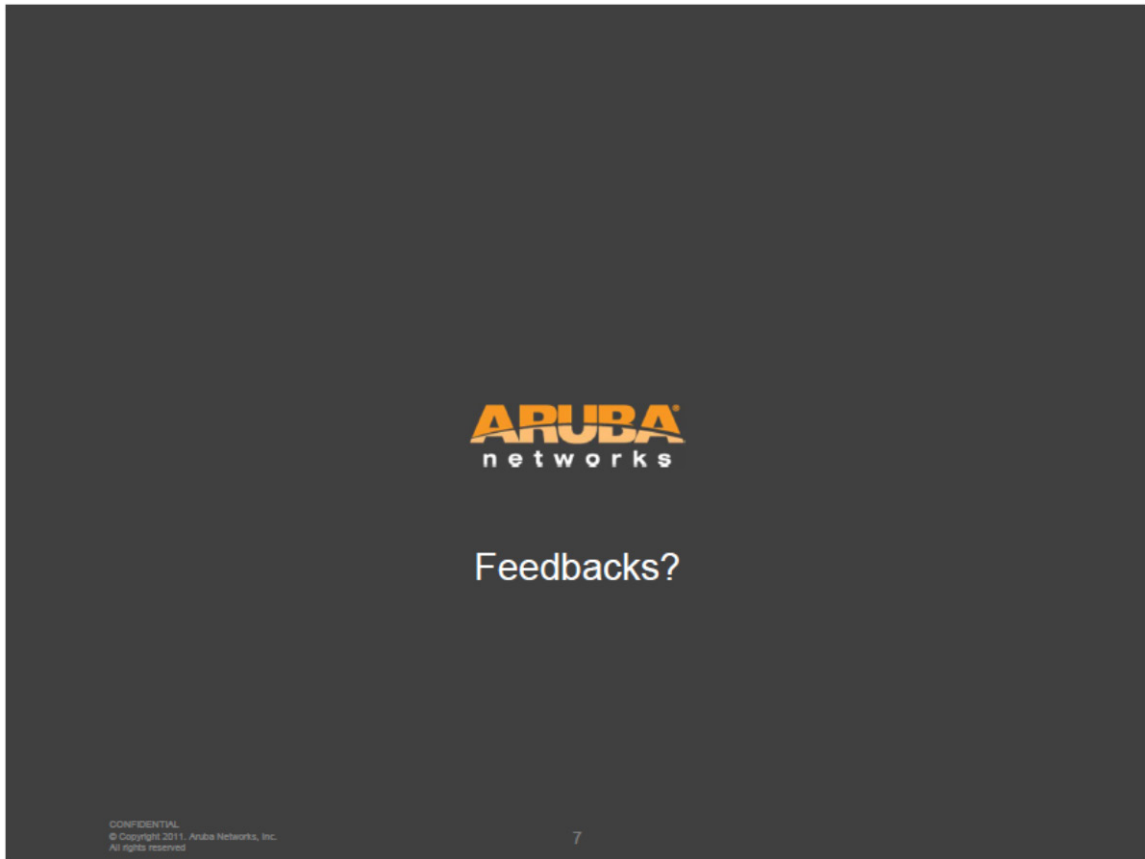 ARUBA®
networks
Feedbacks?
CONFIDENTIAL
© Copyright 2011. Aruba Networks, Inc.
All rights reserved
7